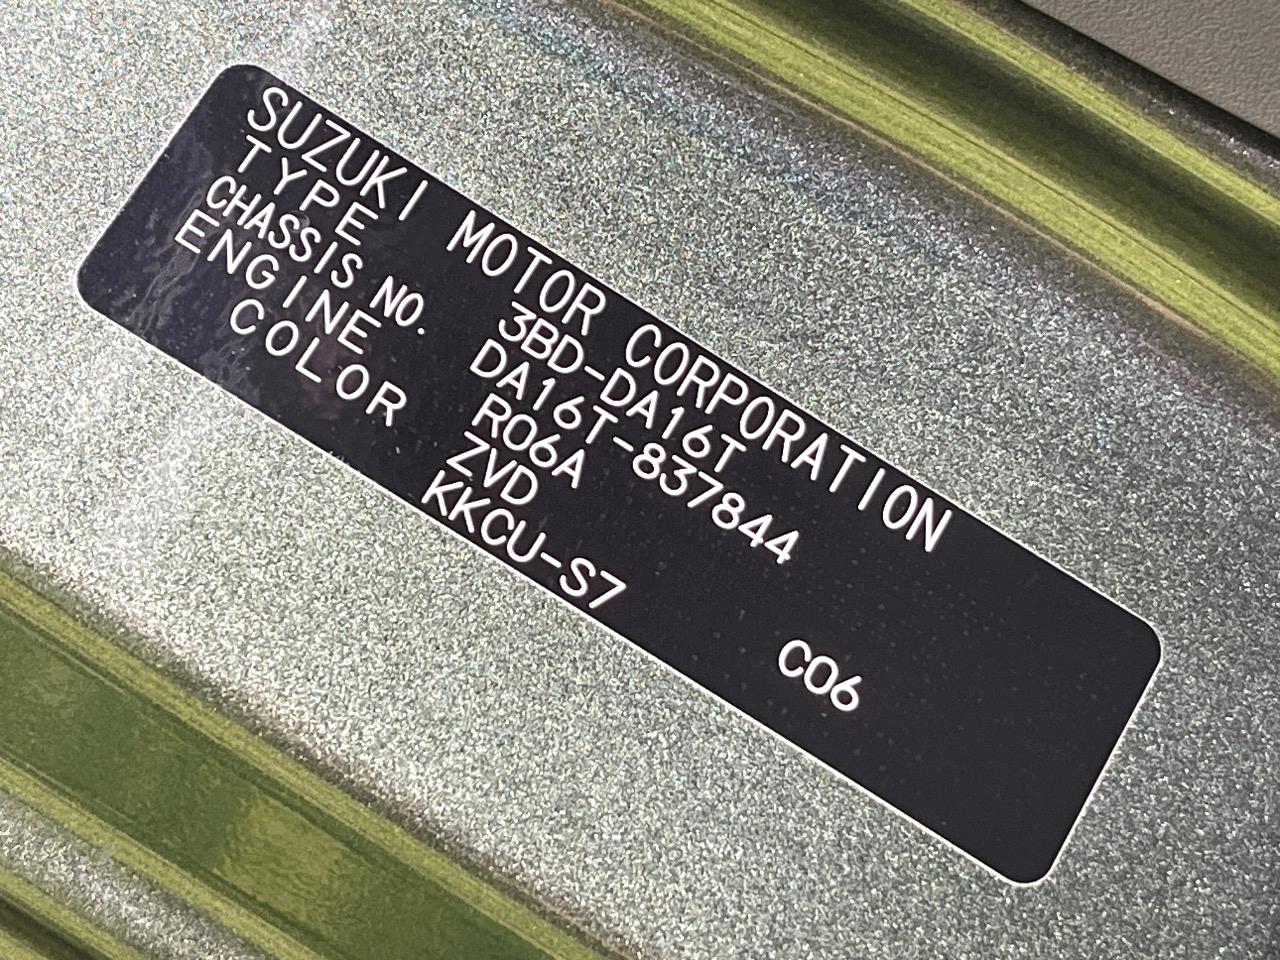 SUZUKI MOTOR CORPORATION
TYPE 3BD-DA16T
CHASSIS NO. DA16T-837844
ENGINE R06A
COLOR ZVD C06
KKCU-S7